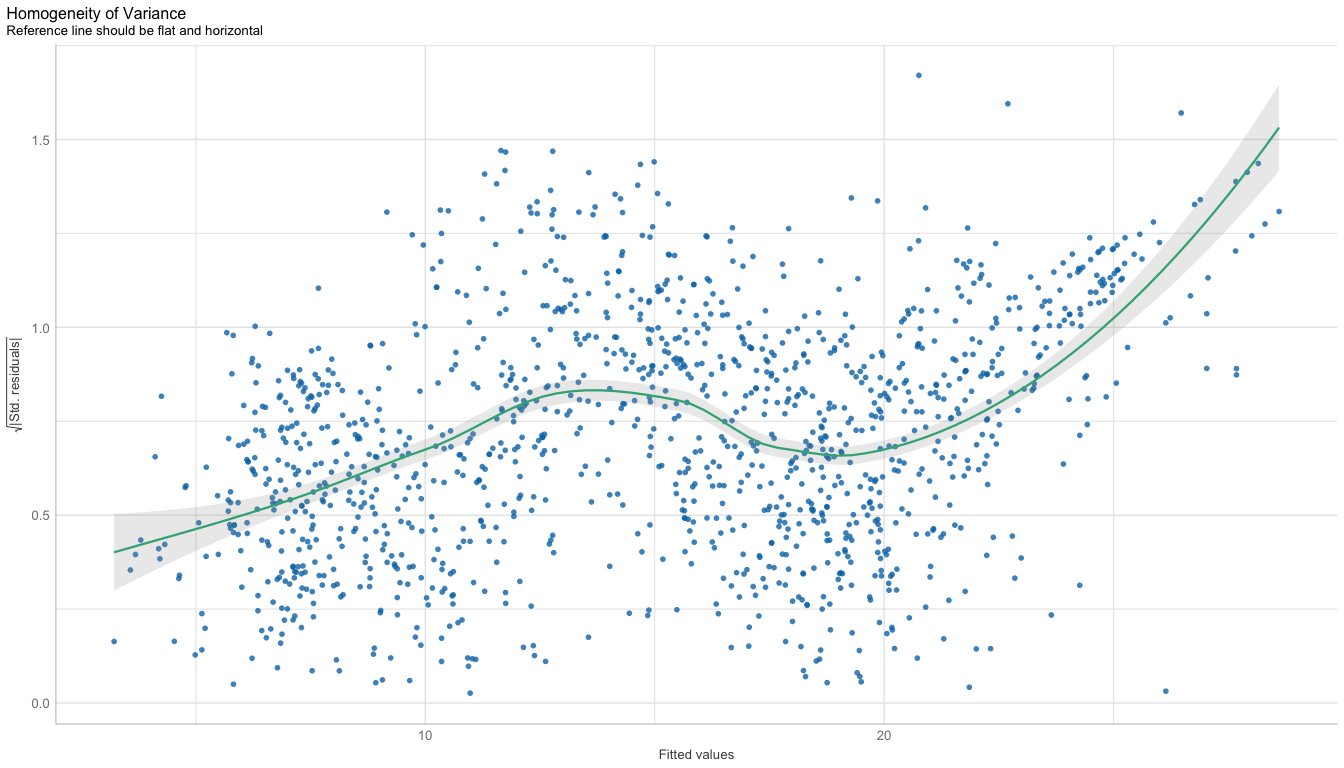 Homogeneity of Variance
Reference line should be flat and horizontal
√|Std. residuals|
1.5
1.0
0.5
0.0
10
20
Fitted values